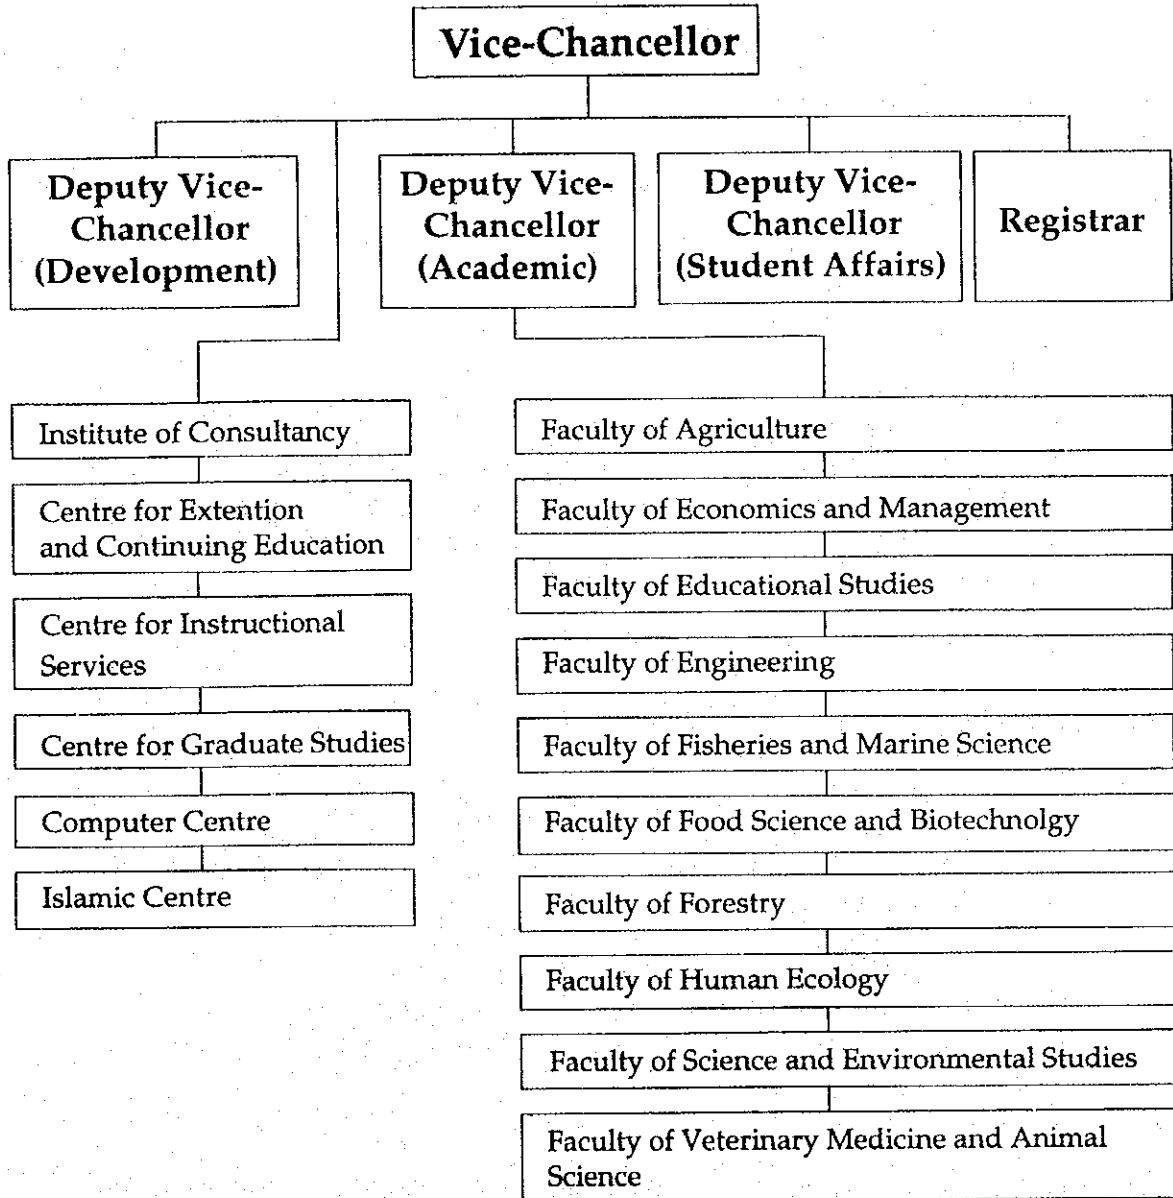 Vice-Chancellor
Deputy Vice-
Chancellor
(Development)
Deputy Vice-
Chancellor
(Academic)
Deputy Vice-
Chancellor
(Student Affairs)
Registrar
Institute of Consultancy
Centre for Extention
and Continuing Education
Centre for Instructional
Services
Centre for Graduate Studies
Computer Centre
Islamic Centre
Faculty of Agriculture
Faculty of Economics and Management
Faculty of Educational Studies
Faculty of Engineering
Faculty of Fisheries and Marine Science
Faculty of Food Science and Biotechnolgy
Faculty of Forestry
Faculty of Human Ecology
Faculty of Science and Environmental Studies
Faculty of Veterinary Medicine and Animal
Science